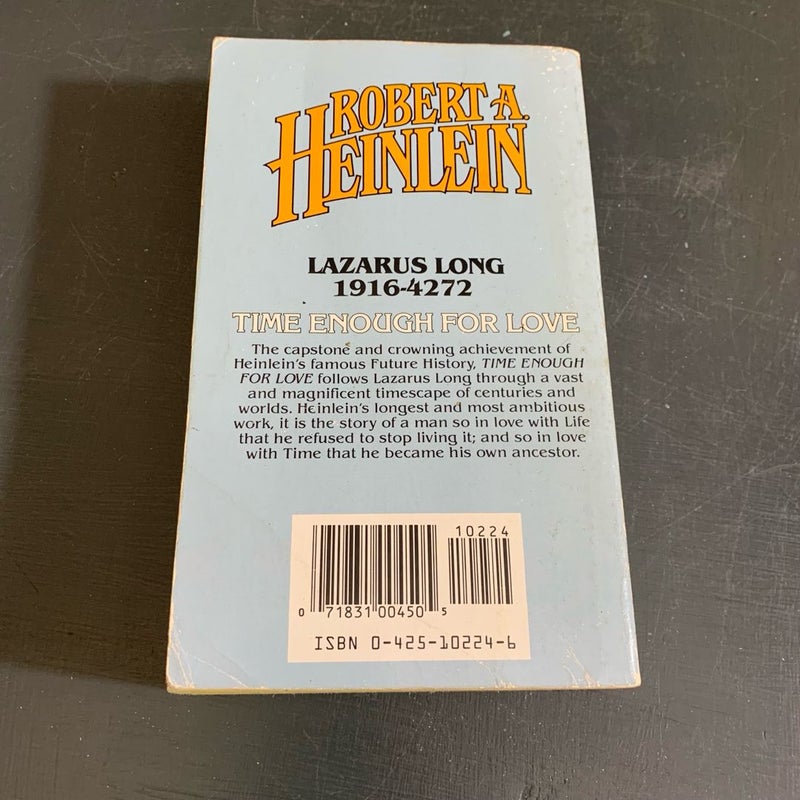 ROBERT A.
HEINLEIN
LAZARUS LONG
1916-4272
TIME ENOUGH FOR LOVE
The capstone and crowning achievement of
Heinlein's famous Future History, TIME ENOUGH
FOR LOVE follows Lazarus Long through a vast
and magnificent timescape of centuries and
worlds. Heinlein's longest and most ambitious
work, it is the story of a man so in love with Life
that he refused to stop living it; and so in love
with Time that he became his own ancestor.
10224
0 71831 00450 5
ISBN 0-425-10224-6